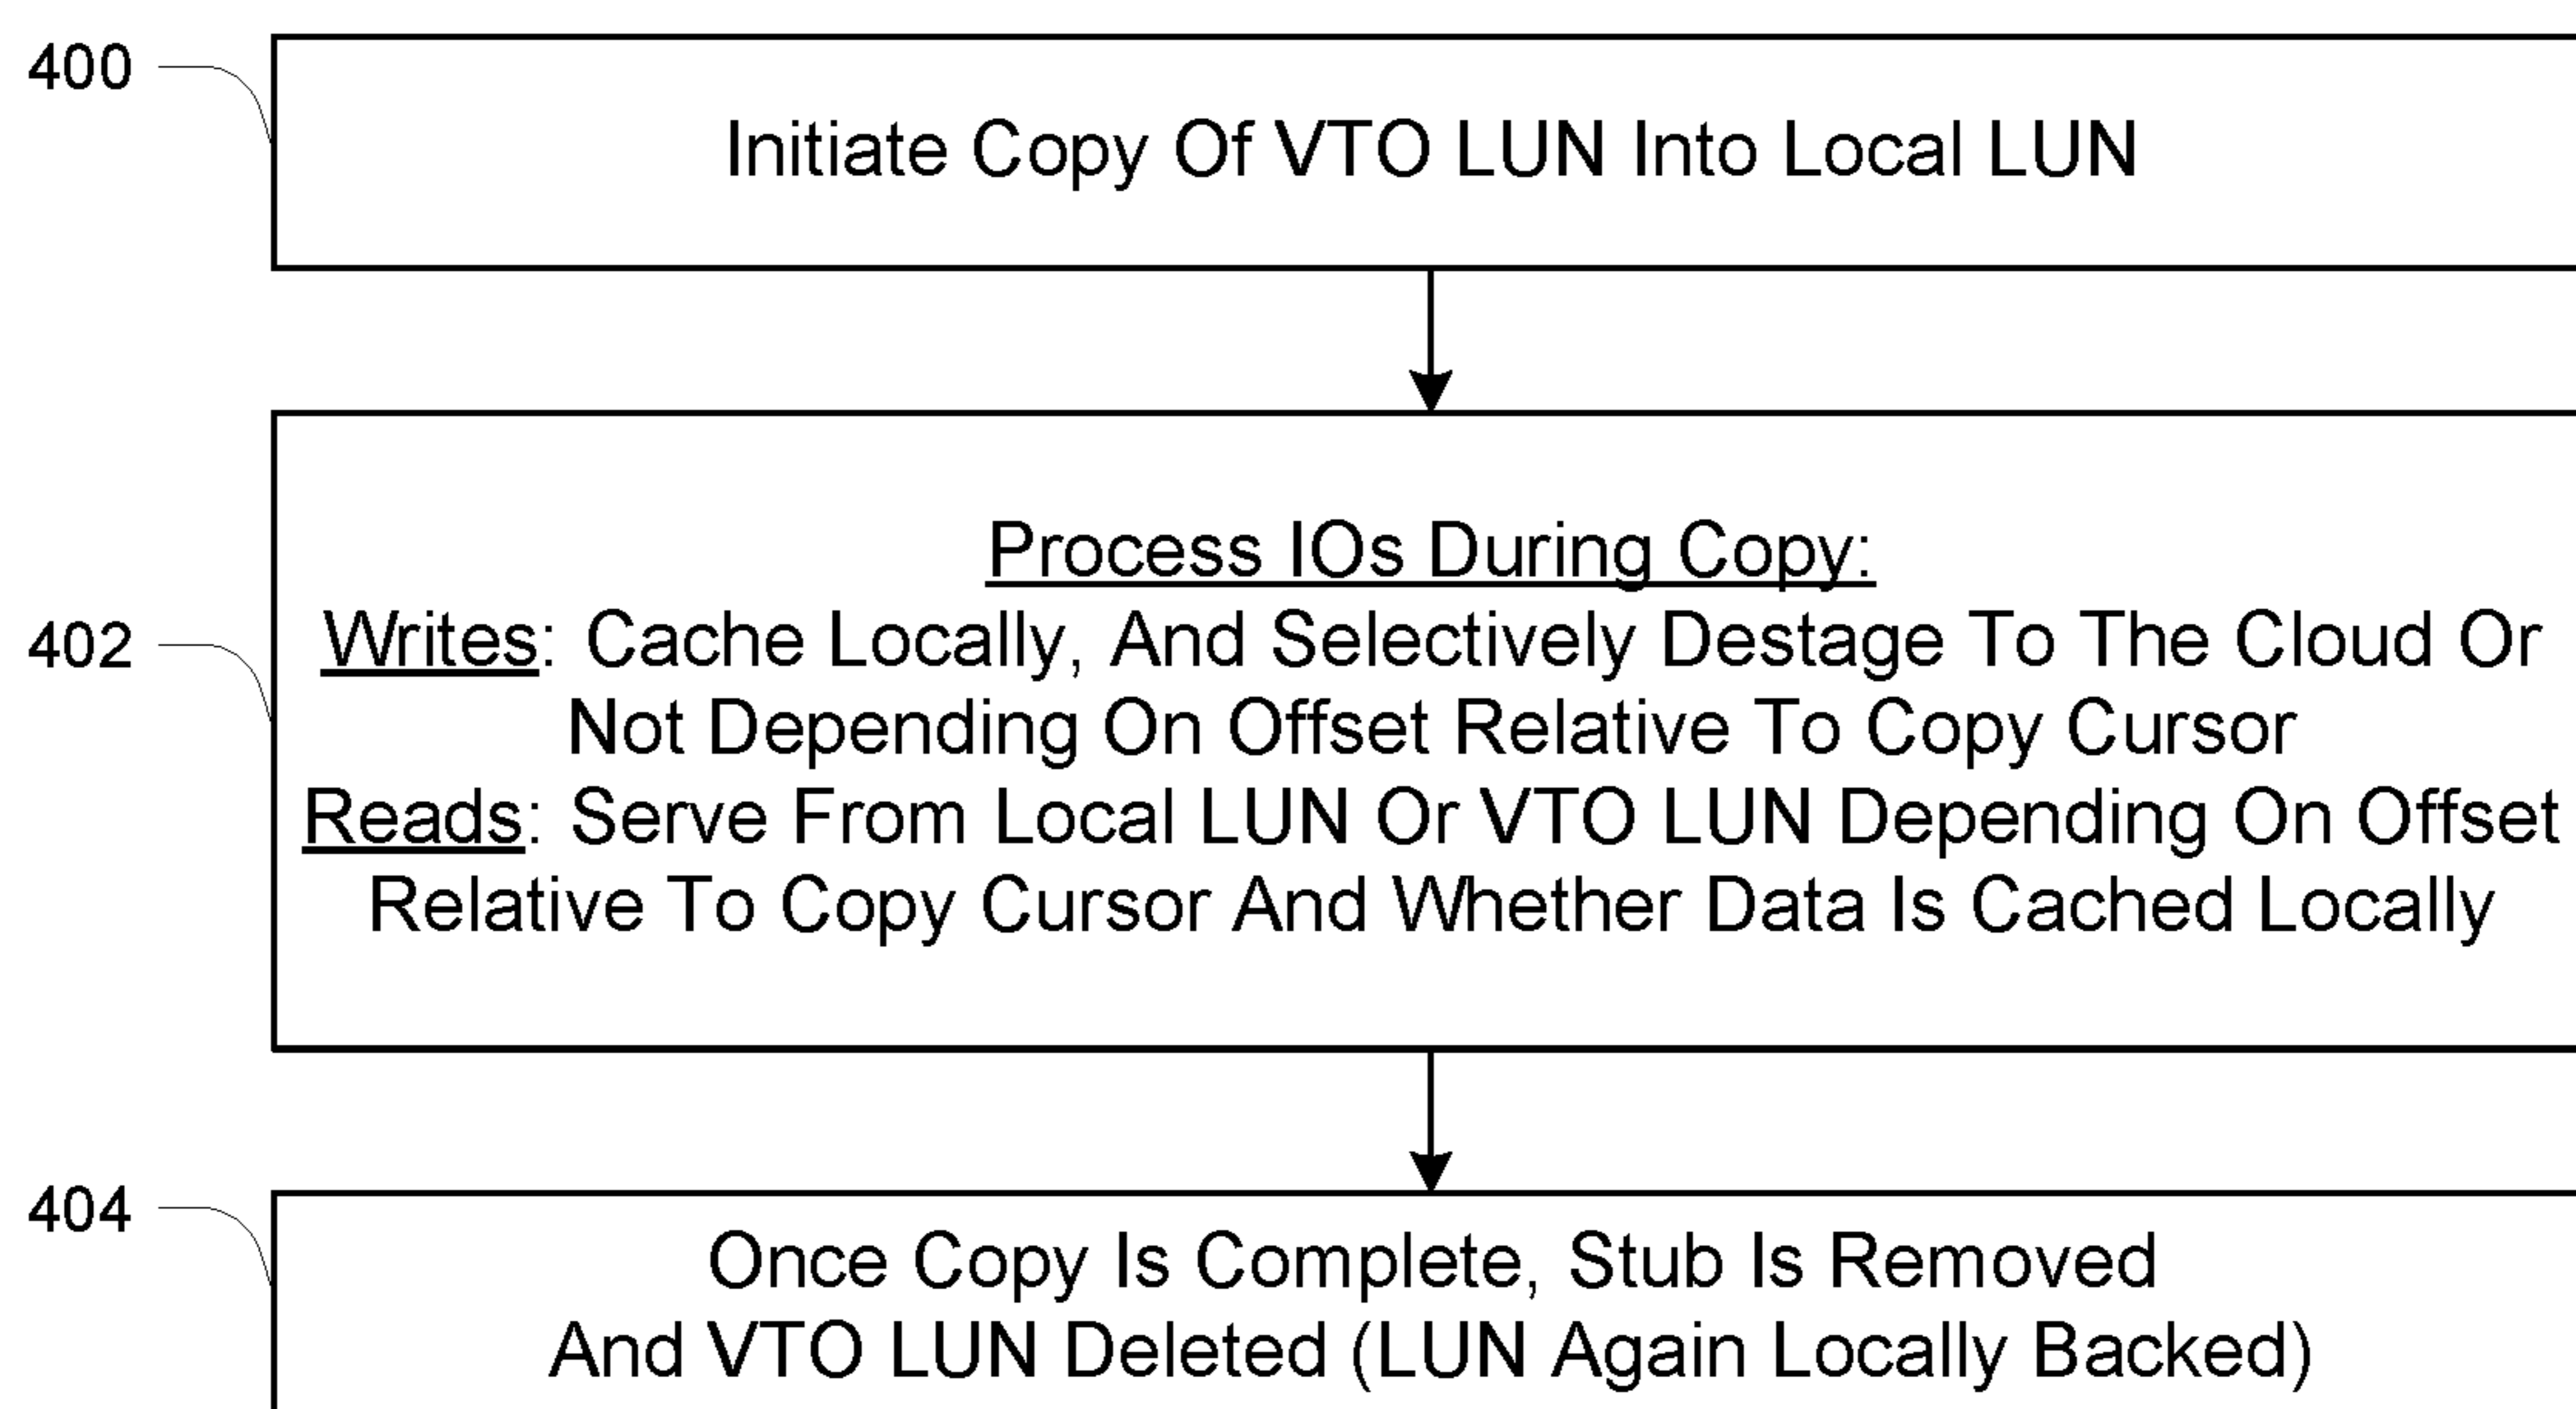 400
Initiate Copy Of VTO LUN Into Local LUN
Process IOs During Copy:
Writes: Cache Locally, And Selectively Destage To The Cloud Or
402
Not Depending On Offset Relative To Copy Cursor
Reads: Serve From Local LUN Or VTO LUN Depending On Offset
Relative To Copy Cursor And Whether Data Is Cached Locally
404
Once Copy Is Complete, Stub Is Removed
And VTO LUN Deleted (LUN Again Locally Backed)